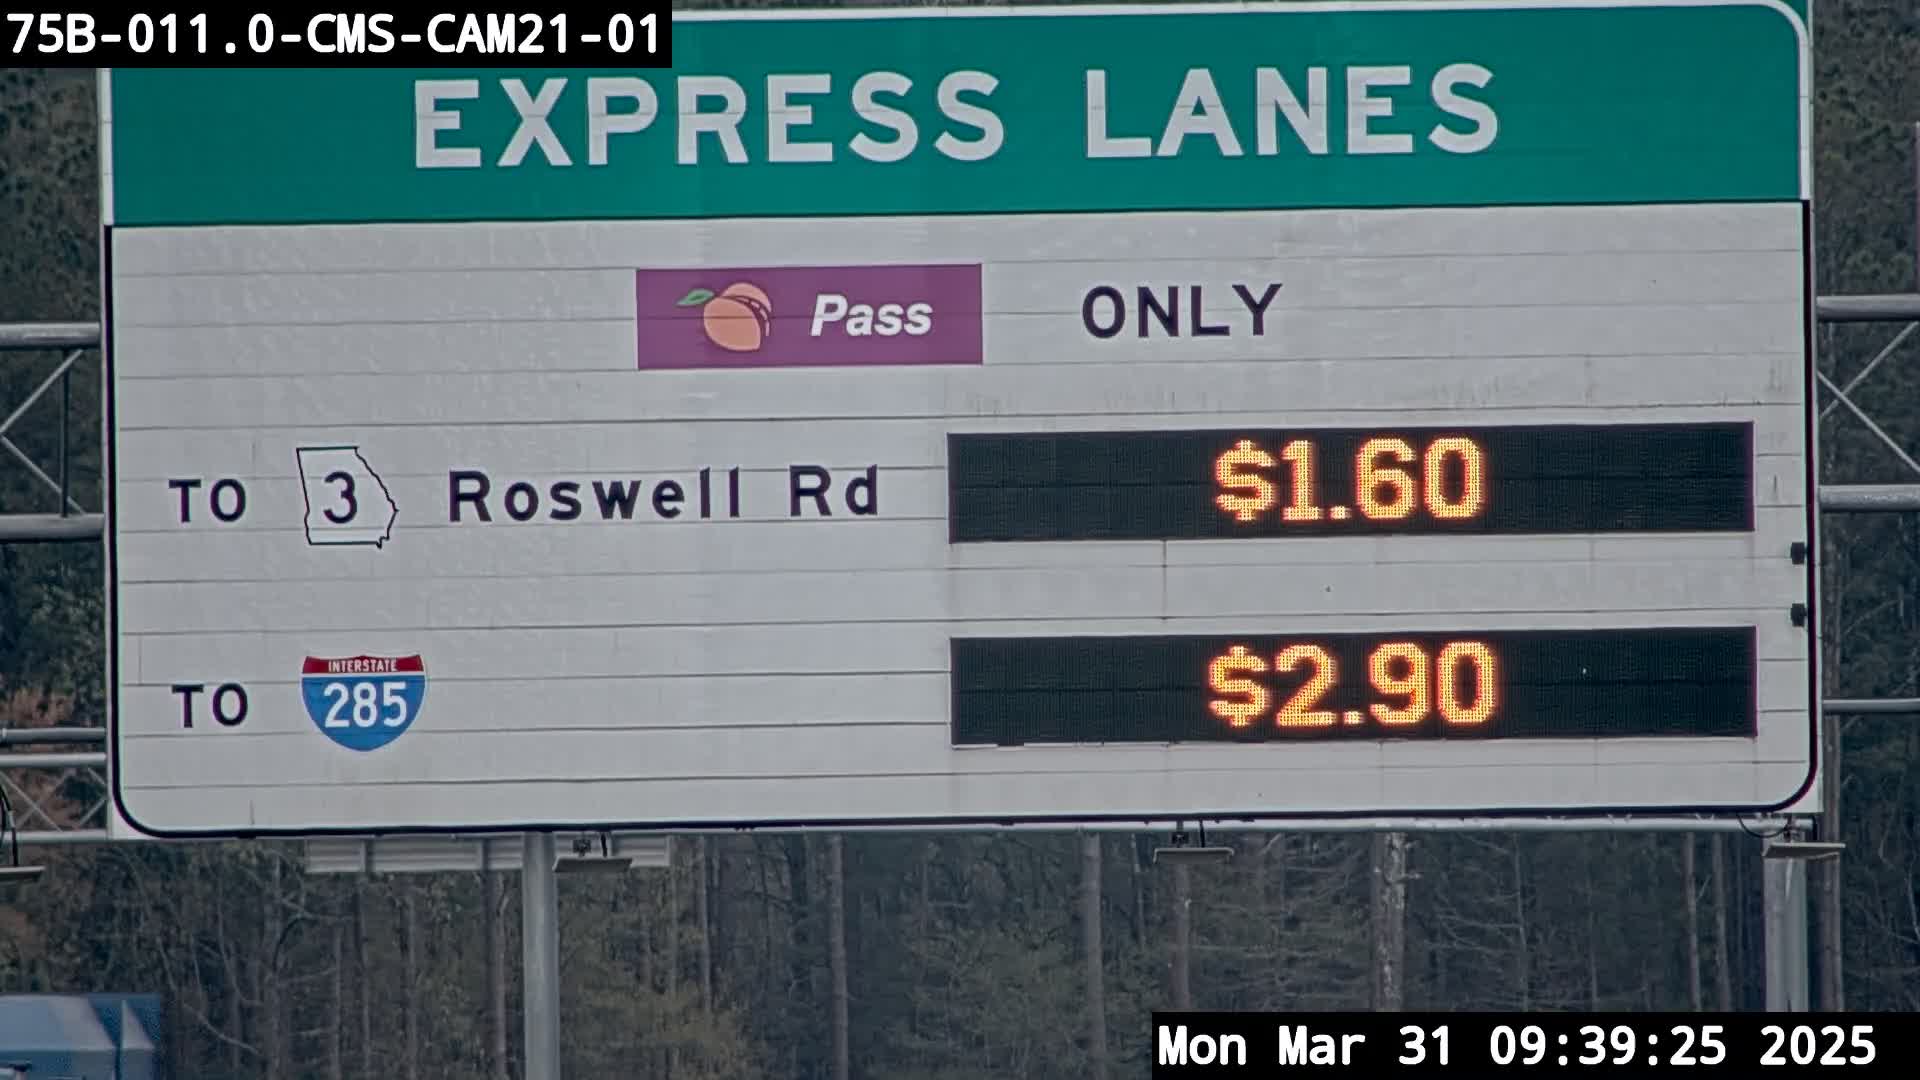 75B-011.0-CMS-CAM21-01
EXPRESS LANES
Pass ONLY
TO 3 Roswell Rd $1.60
TO INTERSTATE 285 $2.90
Mon Mar 31 09:39:25 2025